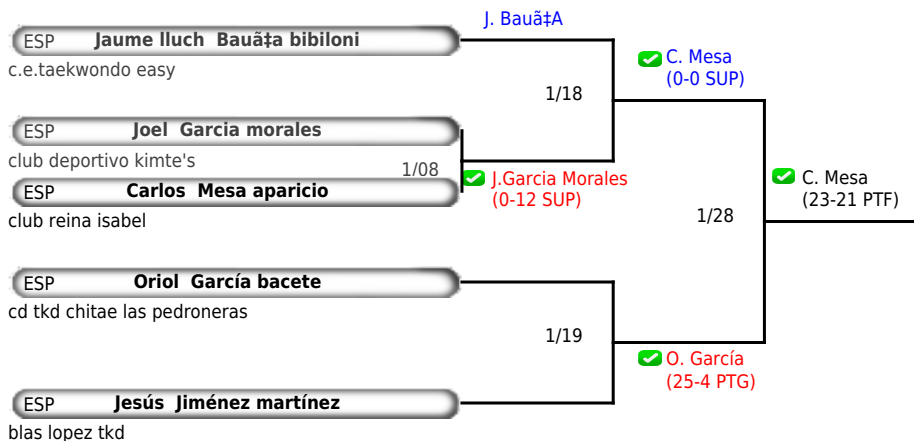 J. Bauã‡A
ESP Jaume lluch Bauã‡a bibiloni
c.e.taekwondo easy
C. Mesa
(0-0 SUP)
1/18
ESP Joel Garcia morales
club deportivo kimte's
1/08
J.Garcia Morales
(0-12 SUP)
ESP Carlos Mesa aparicio
club reina isabel
C. Mesa
(23-21 PTF)
1/28
ESP Oriol García bacete
cd tkd chitae las pedroneras
1/19
O. García
(25-4 PTG)
ESP Jesús Jiménez martínez
blas lopez tkd